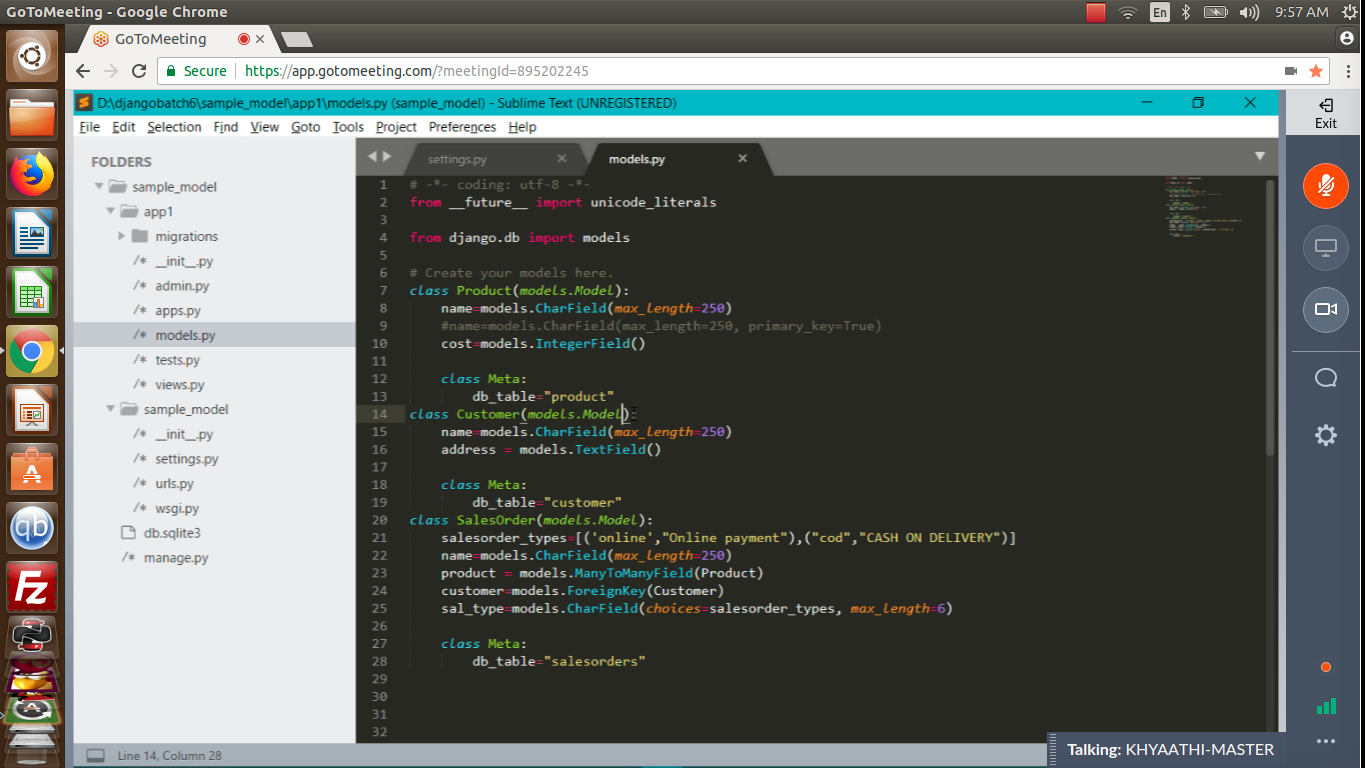 GoToMeeting - Google Chrome
En
9:57 AM
GoToMeeting
Secure
https://app.gotomeeting.com/?meetingId=895202245
D:\djangobatch6\sample_model\app1\models.py (sample_model) - Sublime Text (UNREGISTERED)
Exit
File Edit Selection Find View Goto Tools Project Preferences Help
FOLDERS
sample_model
app1
migrations
/* __init__.py
/* admin.py
/* apps.py
/* models.py
/* tests.py
/* views.py
sample_model
/* __init__.py
/* settings.py
/* urls.py
/* wsgi.py
db.sqlite3
/* manage.py
settings.py
models.py
1 # -*- coding: utf-8 -*-
2 from __future__ import unicode_literals
3
4 from django.db import models
5
6 # Create your models here.
7 class Product(models.Model):
8 name=models.CharField(max_length=250)
9 #name=models.CharField(max_length=250, primary_key=True)
10 cost=models.IntegerField()
11
12 class Meta:
13 db_table="product"
14 class Customer(models.Model):
15 name=models.CharField(max_length=250)
16 address = models.TextField()
17
18 class Meta:
19 db_table="customer"
20 class SalesOrder(models.Model):
21 salesorder_types=[('online',"Online payment"),("cod","CASH ON DELIVERY")]
22 name=models.CharField(max_length=250)
23 product = models.ManyToManyField(Product)
24 customer=models.ForeignKey(Customer)
25 sal_type=models.CharField(choices=salesorder_types, max_length=6)
26
27 class Meta:
28 db_table="salesorders"
29
30
31
32
Line 14, Column 28
Talking: KHYAATHI-MASTER
qb
Fz